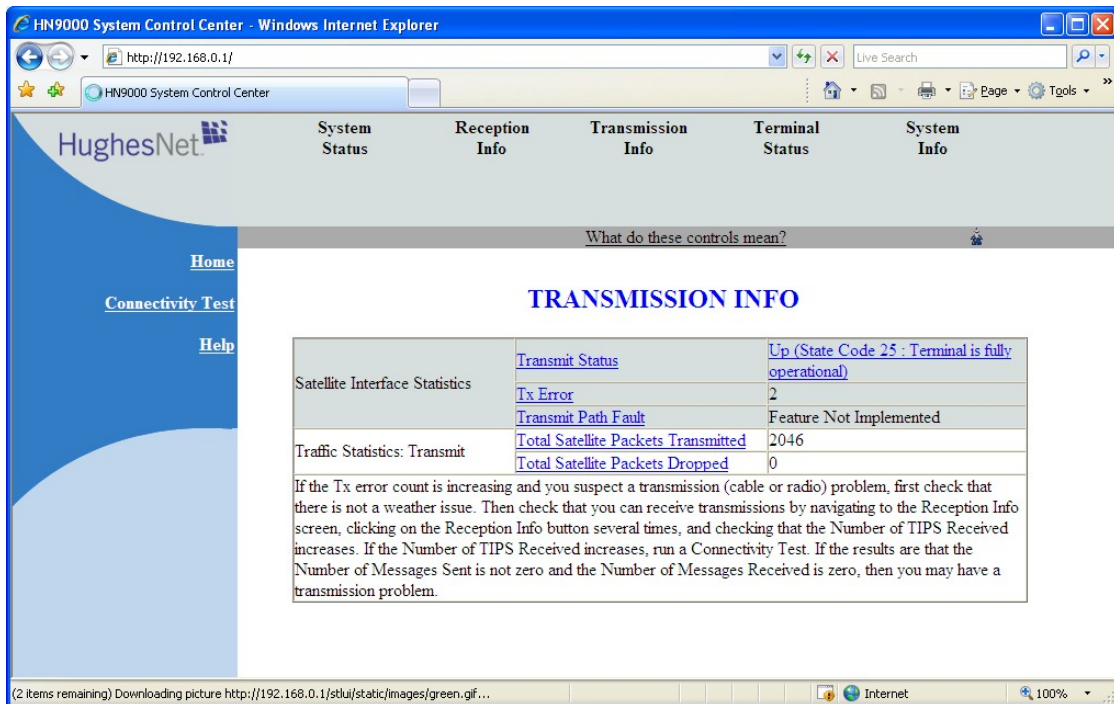 HN9000 System Control Center - Windows Internet Explorer
http://192.168.0.1/
Live Search
HN9000 System Control Center
Page
Tools
»
HughesNet
System
Status
Reception
Info
Transmission
Info
Terminal
Status
System
Info
What do these controls mean?
Home
Connectivity Test
Help
TRANSMISSION INFO
Satellite Interface Statistics
Transmit Status
Up (State Code 25 : Terminal is fully
operational)
Tx Error
2
Transmit Path Fault
Feature Not Implemented
Traffic Statistics: Transmit
Total Satellite Packets Transmitted
2046
Total Satellite Packets Dropped
0
If the Tx error count is increasing and you suspect a transmission (cable or radio) problem, first check that
there is not a weather issue. Then check that you can receive transmissions by navigating to the Reception Info
screen, clicking on the Reception Info button several times, and checking that the Number of TIPS Received
increases. If the Number of TIPS Received increases, run a Connectivity Test. If the results are that the
Number of Messages Sent is not zero and the Number of Messages Received is zero, then you may have a
transmission problem.
(2 items remaining) Downloading picture http://192.168.0.1/stlui/static/images/green.gif...
Internet
100%